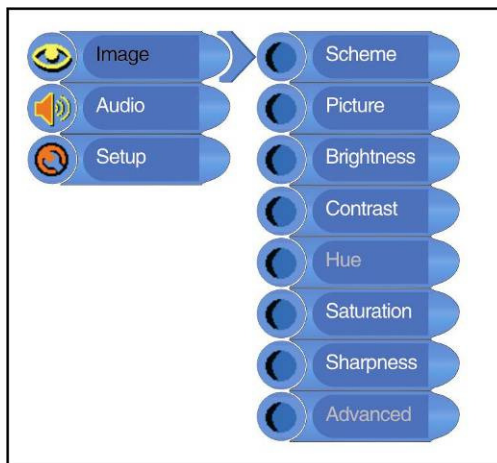 Image
Audio
Setup
Scheme
Picture
Brightness
Contrast
Hue
Saturation
Sharpness
Advanced